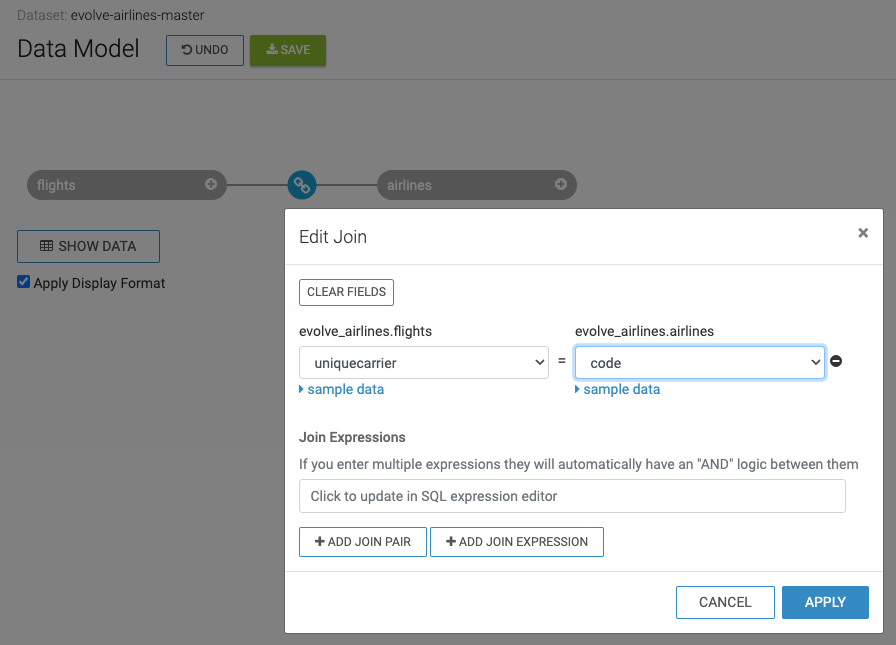 Dataset: evolve-airlines-master
Data Model
UNDO
SAVE
flights
airlines
SHOW DATA
Apply Display Format
Edit Join
×
CLEAR FIELDS
evolve_airlines.flights
evolve_airlines.airlines
uniquecarrier
=
code
sample data
sample data
Join Expressions
If you enter multiple expressions they will automatically have an "AND" logic between them
Click to update in SQL expression editor
+ ADD JOIN PAIR
+ ADD JOIN EXPRESSION
CANCEL
APPLY